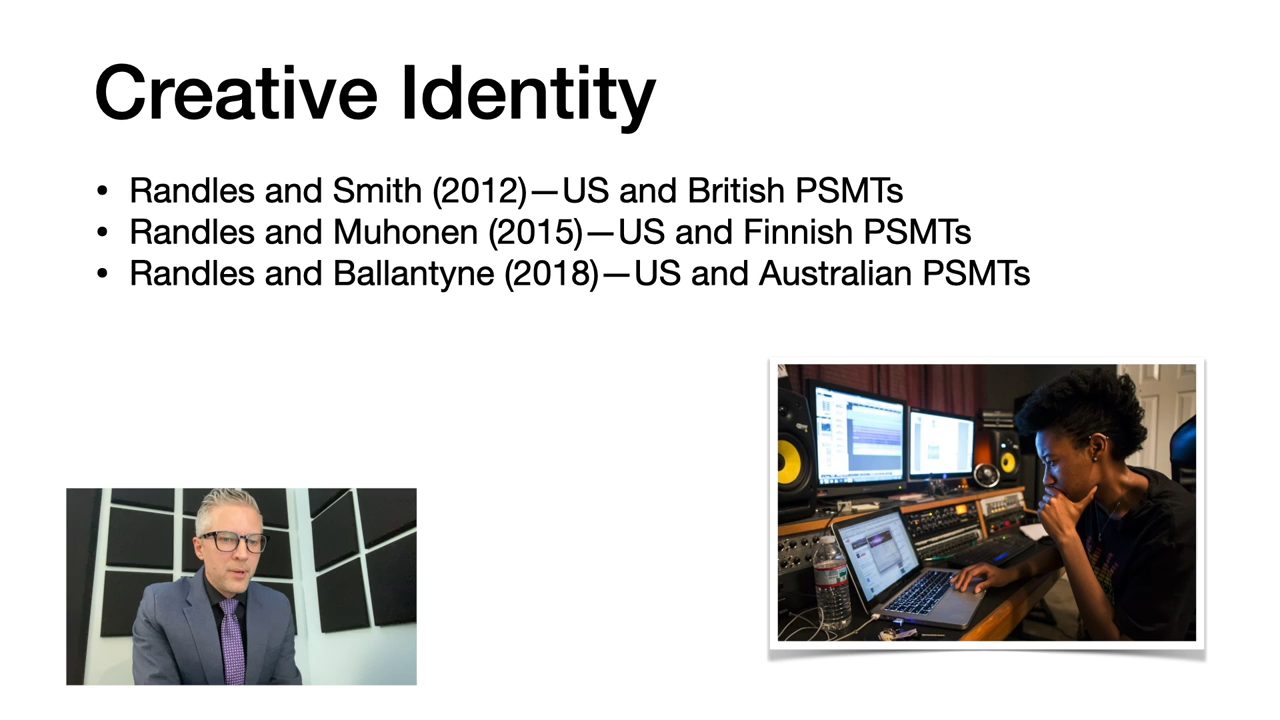 Creative Identity
• Randles and Smith (2012)—US and British PSMTs
• Randles and Muhonen (2015)—US and Finnish PSMTs
• Randles and Ballantyne (2018)—US and Australian PSMTs